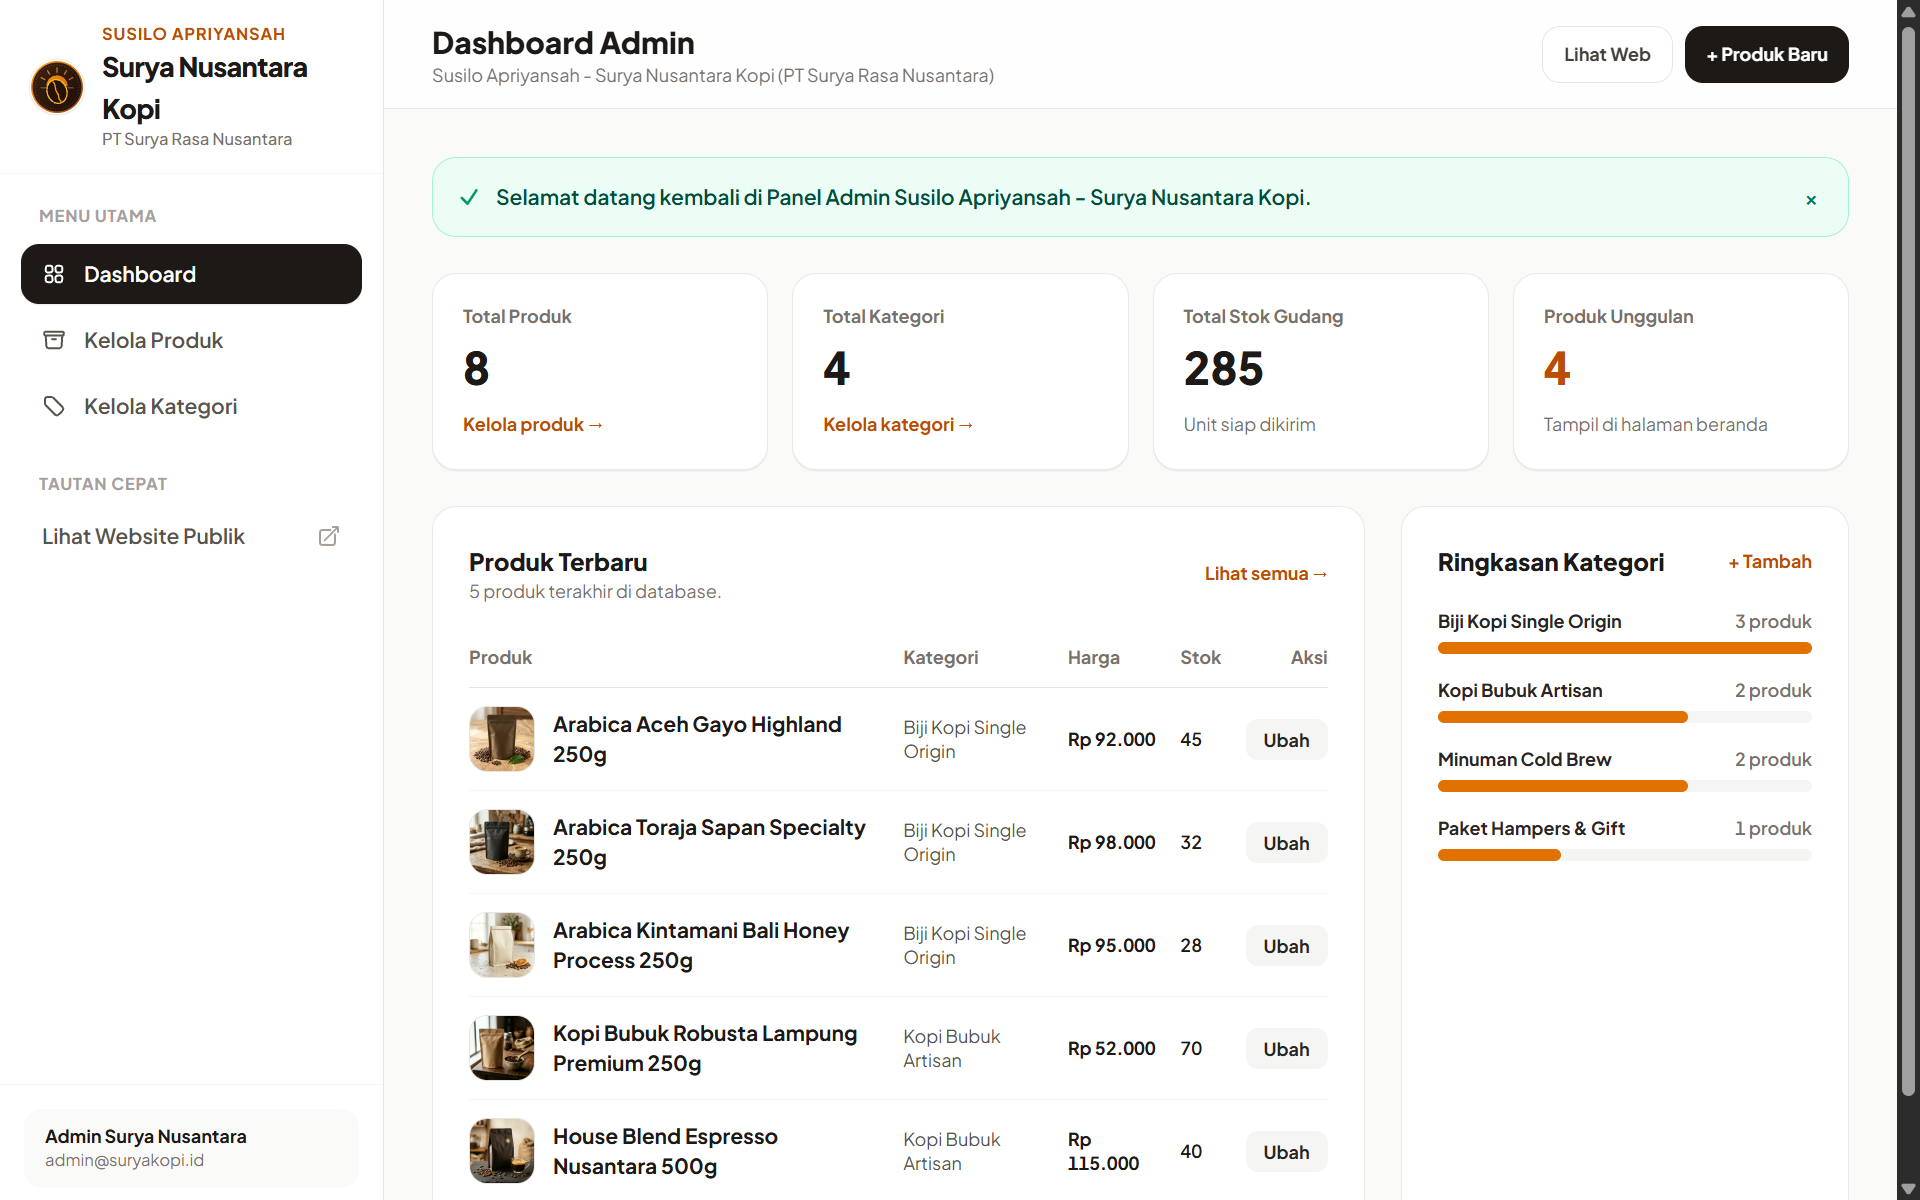 SUSILO APRIYANSAH
Surya Nusantara
Kopi
PT Surya Rasa Nusantara
MENU UTAMA
Dashboard
Kelola Produk
Kelola Kategori
TAUTAN CEPAT
Lihat Website Publik
Admin Surya Nusantara
admin@suryakopi.id
Dashboard Admin
Susilo Apriyansah - Surya Nusantara Kopi (PT Surya Rasa Nusantara)
Lihat Web
+ Produk Baru
Selamat datang kembali di Panel Admin Susilo Apriyansah - Surya Nusantara Kopi.
×
Total Produk
8
Kelola produk →
Total Kategori
4
Kelola kategori →
Total Stok Gudang
285
Unit siap dikirim
Produk Unggulan
4
Tampil di halaman beranda
Produk Terbaru
5 produk terakhir di database.
Lihat semua →
Produk Kategori Harga Stok Aksi
Arabica Aceh Gayo Highland
250g
Biji Kopi Single
Origin
Rp 92.000
45
Ubah
Arabica Toraja Sapan Specialty
250g
Biji Kopi Single
Origin
Rp 98.000
32
Ubah
Arabica Kintamani Bali Honey
Process 250g
Biji Kopi Single
Origin
Rp 95.000
28
Ubah
Kopi Bubuk Robusta Lampung
Premium 250g
Kopi Bubuk
Artisan
Rp 52.000
70
Ubah
House Blend Espresso
Nusantara 500g
Kopi Bubuk
Artisan
Rp
115.000
40
Ubah
Ringkasan Kategori
+ Tambah
Biji Kopi Single Origin
3 produk
Kopi Bubuk Artisan
2 produk
Minuman Cold Brew
2 produk
Paket Hampers & Gift
1 produk